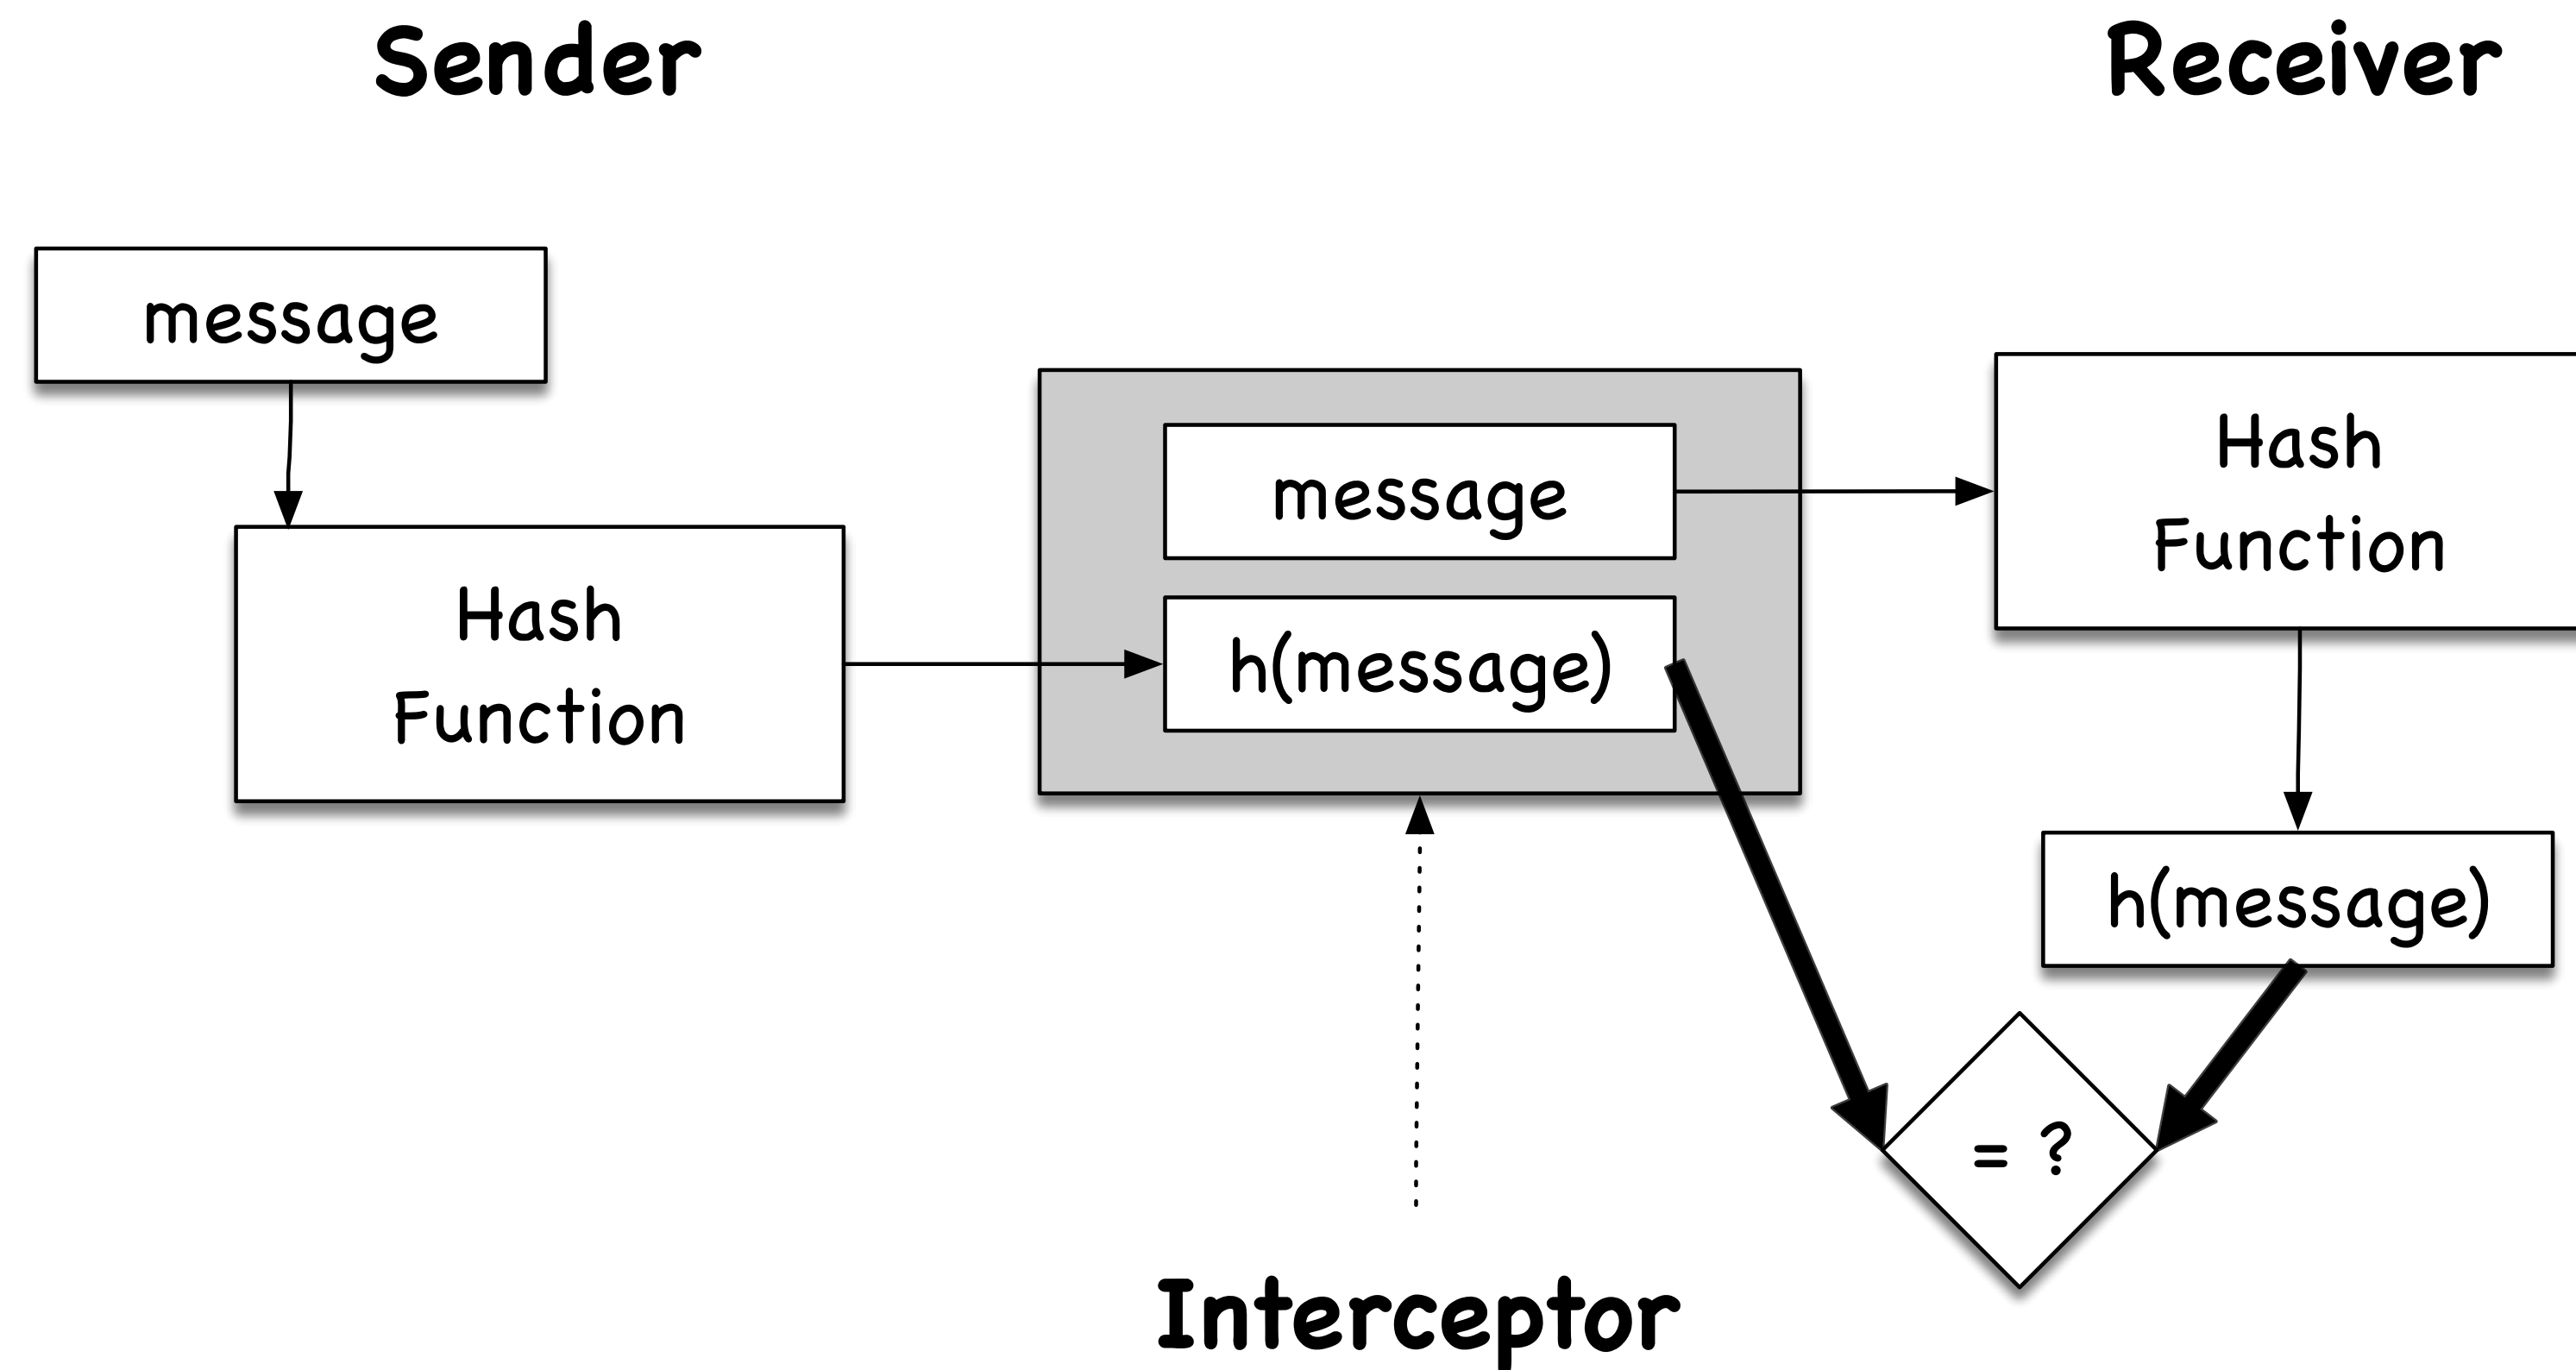 Sender
Receiver
message
Hash
Function
message
h(message)
Hash
Function
h(message)
= ?
Interceptor